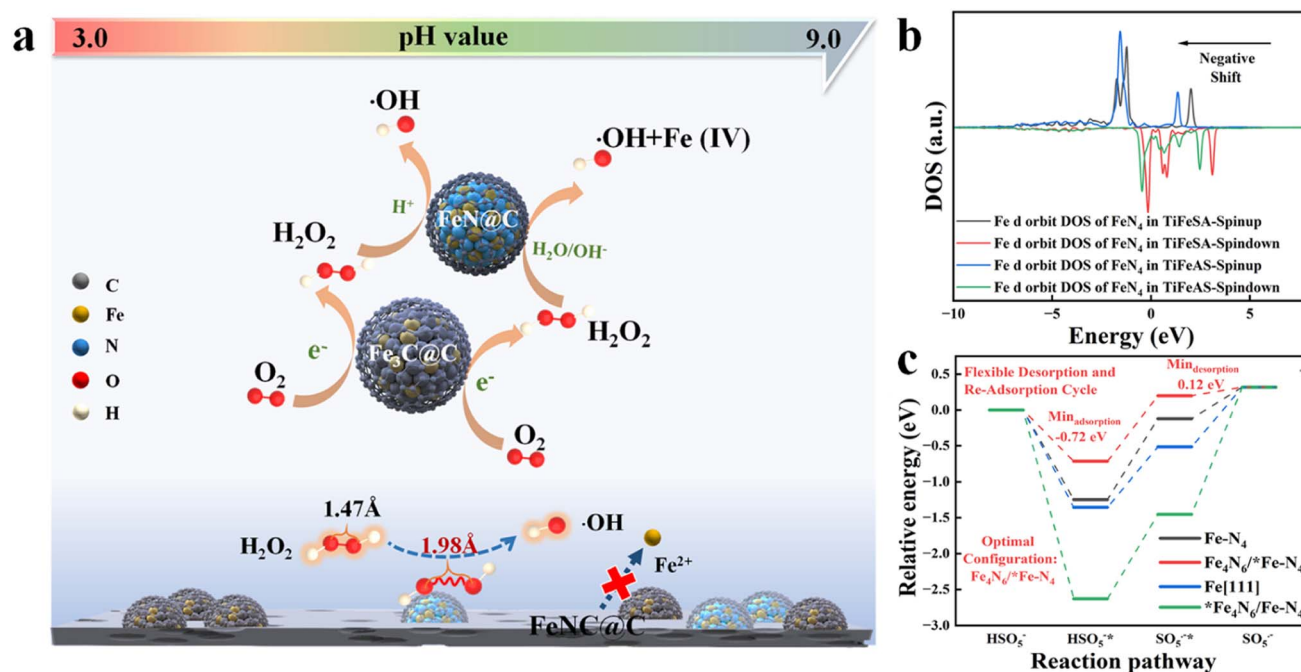 a
3.0 pH value 9.0
·OH
·OH+Fe (IV)
FeN@C
H⁺
H₂O₂
H₂O/OH⁻
C
Fe
N
O
H
Fe₃C@C
H₂O₂
e⁻
e⁻
O₂
O₂
1.47Å
·OH
H₂O₂
1.98Å
Fe²⁺
FeNC@C
b
Negative
Shift
DOS (a.u.)
Fe d orbit DOS of FeN₄ in TiFeSA-Spinup
Fe d orbit DOS of FeN₄ in TiFeSA-Spindown
Fe d orbit DOS of FeN₄ in TiFeAS-Spinup
Fe d orbit DOS of FeN₄ in TiFeAS-Spindown
-10 -5 0 5
Energy (eV)
c
Relative energy (eV)
0.5
0.0
-0.5
-1.0
-1.5
-2.0
-2.5
-3.0
Flexible Desorption and
Re-Adsorption Cycle
Min desorption
0.12 eV
Min adsorption
-0.72 eV
Optimal
Configuration:
Fe₄N₆/*Fe-N₄
Fe-N₄
Fe₄N₆/*Fe-N₄
Fe[111]
*Fe₄N₆/Fe-N₄
HSO₅⁻ HSO₅⁻* SO₅⁻* SO₅·⁻
Reaction pathway